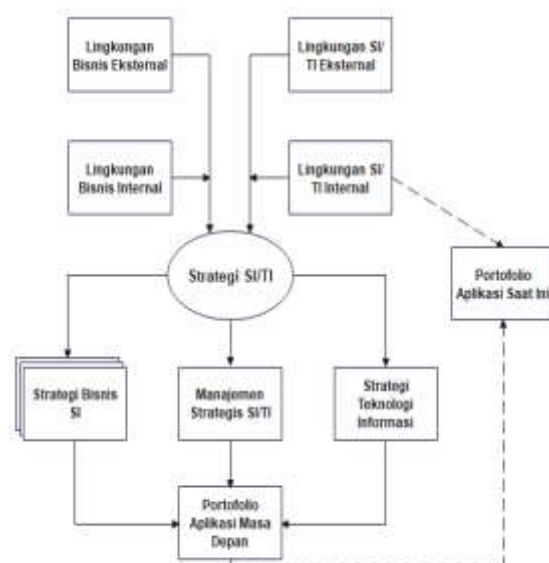 Lingkungan
Bisnis Eksternal
Lingkungan SI/
TI Eksternal
Lingkungan
Bisnis Internal
Lingkungan SI/
TI Internal
Strategi SI/TI
Portofolio
Aplikasi Saat Ini
Strategi Bisnis
SI
Manajemen
Strategis SI/TI
Strategi
Teknologi
Informasi
Portofolio
Aplikasi Masa
Depan